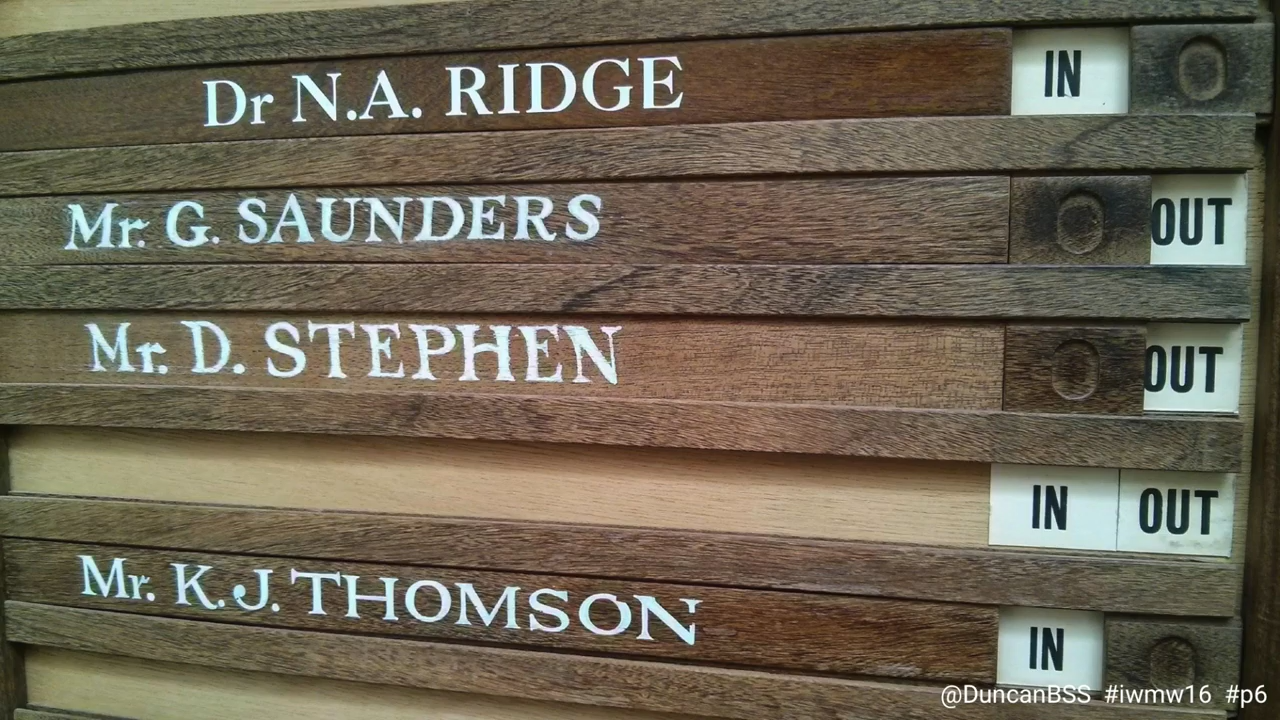 Dr N.A. RIDGE IN
Mr. G. SAUNDERS OUT
Mr. D. STEPHEN OUT
IN OUT
Mr. K.J. THOMSON IN
@DuncanBSS #iwmw16 #p6